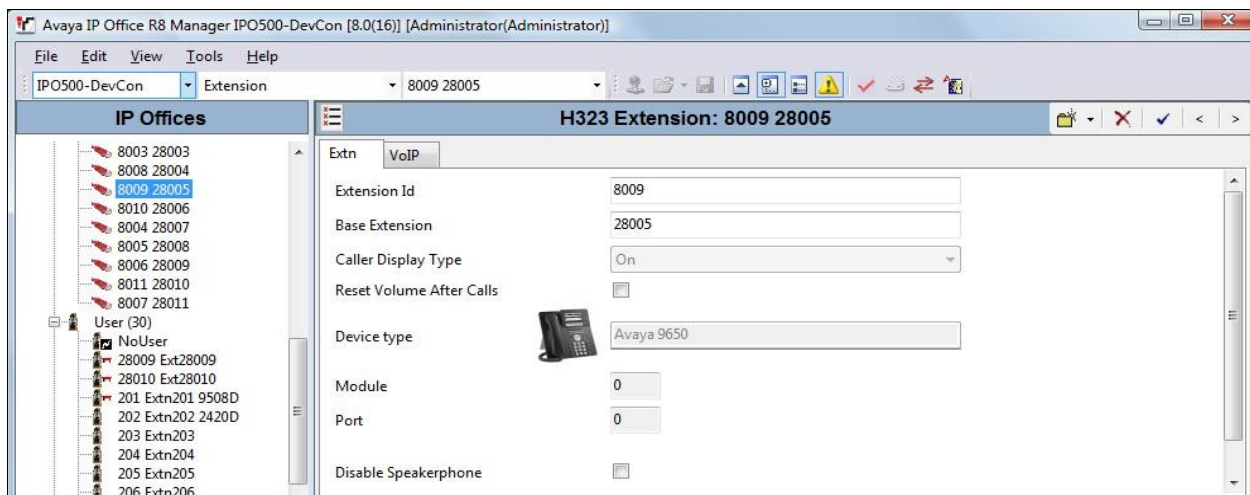 Avaya IP Office R8 Manager IPO500-DevCon [8.0(16)] [Administrator(Administrator)]
File Edit View Tools Help
IPO500-DevCon Extension 8009 28005
IP Offices
H323 Extension: 8009 28005
8003 28003
8008 28004
8009 28005
8010 28006
8004 28007
8005 28008
8006 28009
8011 28010
8007 28011
User (30)
NoUser
28009 Ext28009
28010 Ext28010
201 Extn201 9508D
202 Extn202 2420D
203 Extn203
204 Extn204
205 Extn205
206 Extn206
Extn VoIP
Extension Id 8009
Base Extension 28005
Caller Display Type On
Reset Volume After Calls
Device type Avaya 9650
Module 0
Port 0
Disable Speakerphone